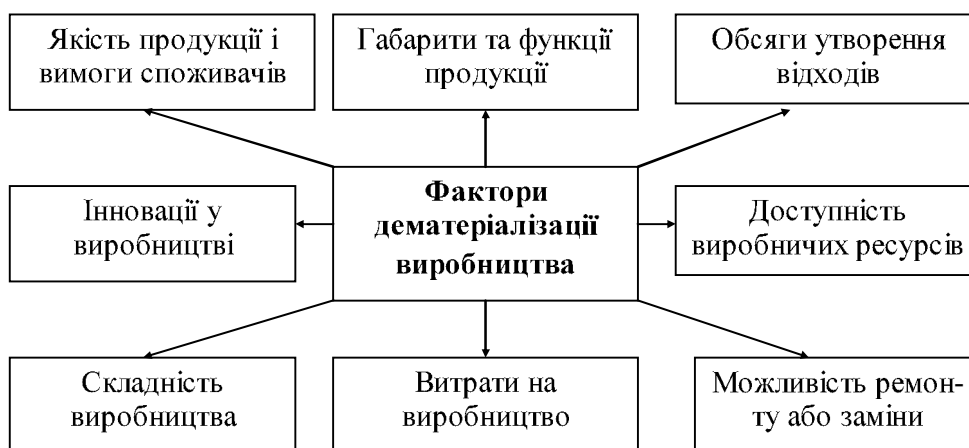 Якість продукції і
вимоги споживачів
Габарити та функції
продукції
Обсяги утворення
відходів
Інновації у
виробництві
Фактори
дематеріалізації
виробництва
Доступність
виробничих ресурсів
Складність
виробництва
Витрати на
виробництво
Можливість ремон-
ту або заміни